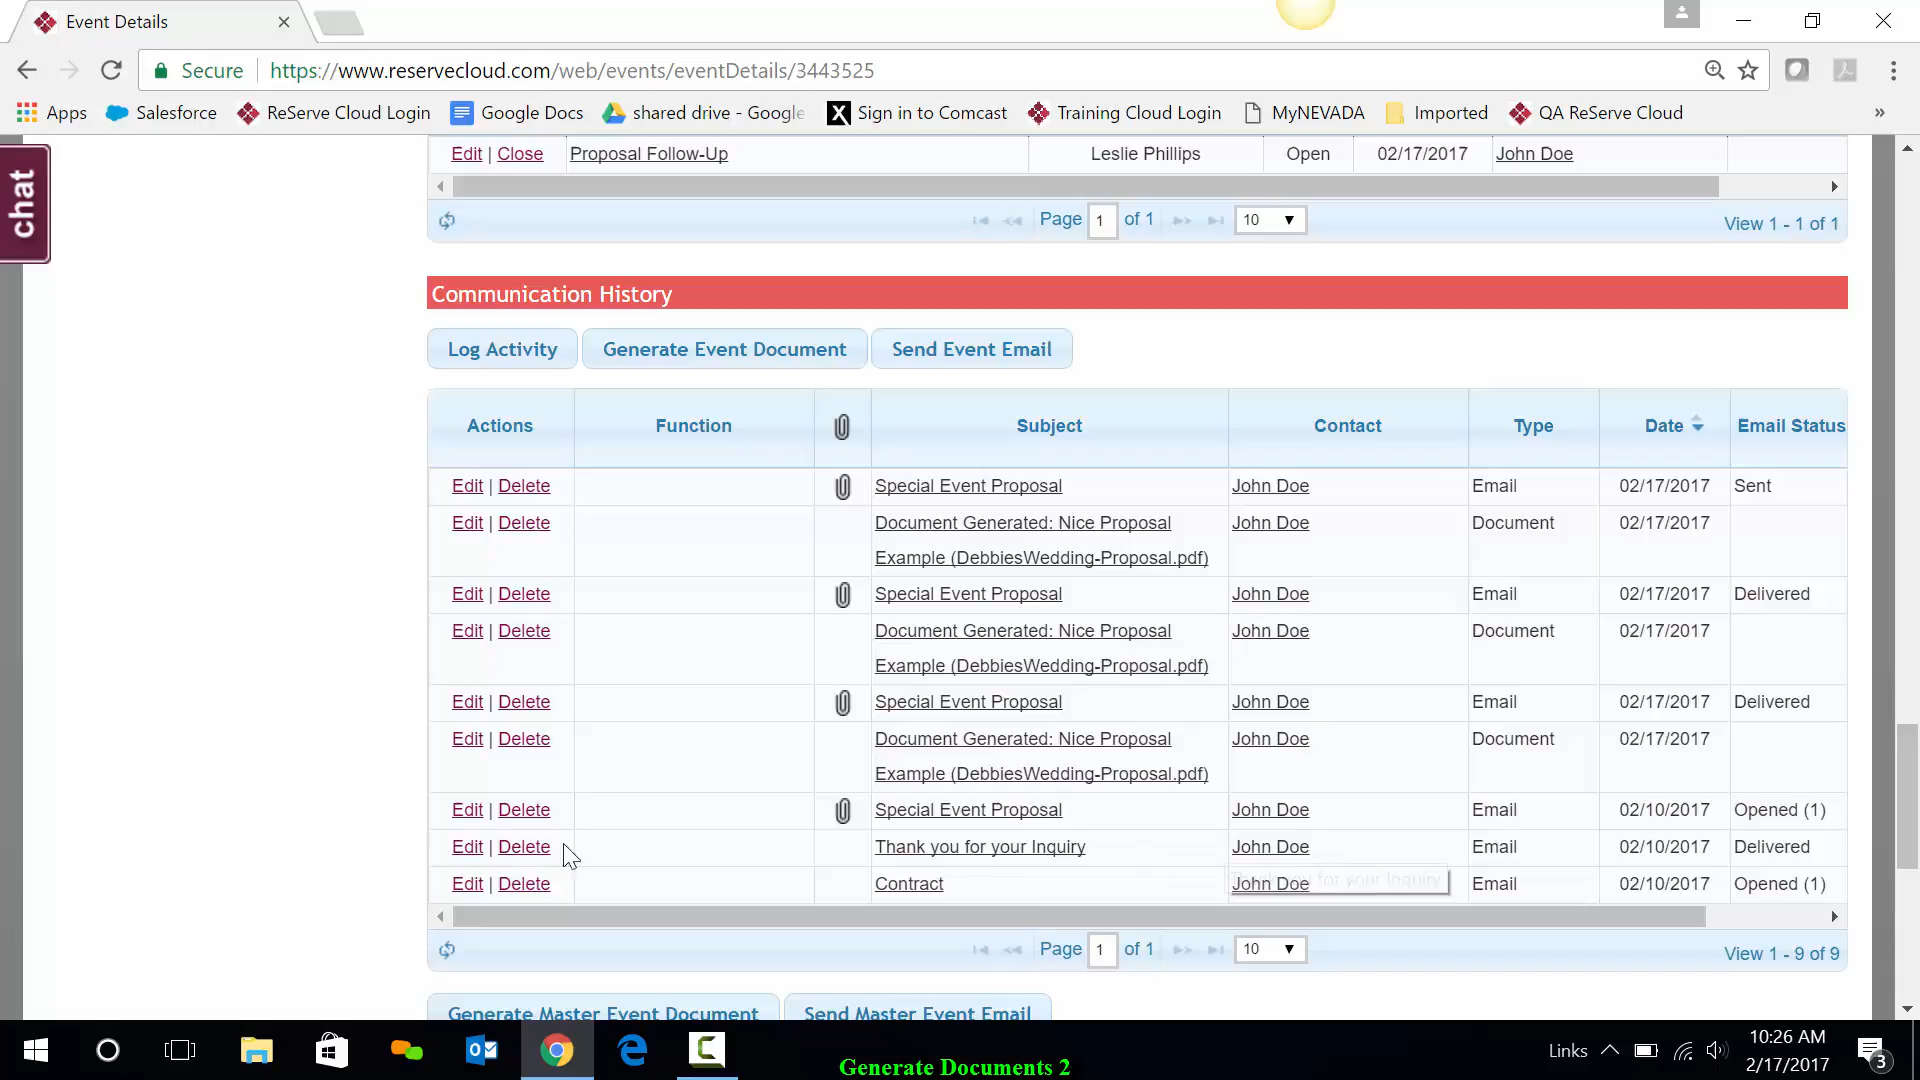 Event Details
Secure https://www.reservecloud.com/web/events/eventDetails/3443525
Apps Salesforce ReServe Cloud Login Google Docs shared drive - Google X Sign in to Comcast Training Cloud Login MyNEVADA Imported QA ReServe Cloud »
chat
Edit | Close Proposal Follow-Up Leslie Phillips Open 02/17/2017 John Doe
Page 1 of 1 10 View 1 - 1 of 1
Communication History
Log Activity Generate Event Document Send Event Email
Actions Function Subject Contact Type Date Email Status
Edit | Delete Special Event Proposal John Doe Email 02/17/2017 Sent
Edit | Delete Document Generated: Nice Proposal John Doe Document 02/17/2017
Example (DebbiesWedding-Proposal.pdf)
Edit | Delete Special Event Proposal John Doe Email 02/17/2017 Delivered
Edit | Delete Document Generated: Nice Proposal John Doe Document 02/17/2017
Example (DebbiesWedding-Proposal.pdf)
Edit | Delete Special Event Proposal John Doe Email 02/17/2017 Delivered
Edit | Delete Document Generated: Nice Proposal John Doe Document 02/17/2017
Example (DebbiesWedding-Proposal.pdf)
Edit | Delete Special Event Proposal John Doe Email 02/10/2017 Opened (1)
Edit | Delete Thank you for your Inquiry John Doe Email 02/10/2017 Delivered
Edit | Delete Contract John Doe for your Inquiry Email 02/10/2017 Opened (1)
Page 1 of 1 10 View 1 - 9 of 9
Generate Master Event Document Send Master Event Email
Links 10:26 AM
2/17/2017 3
Generate Documents 2